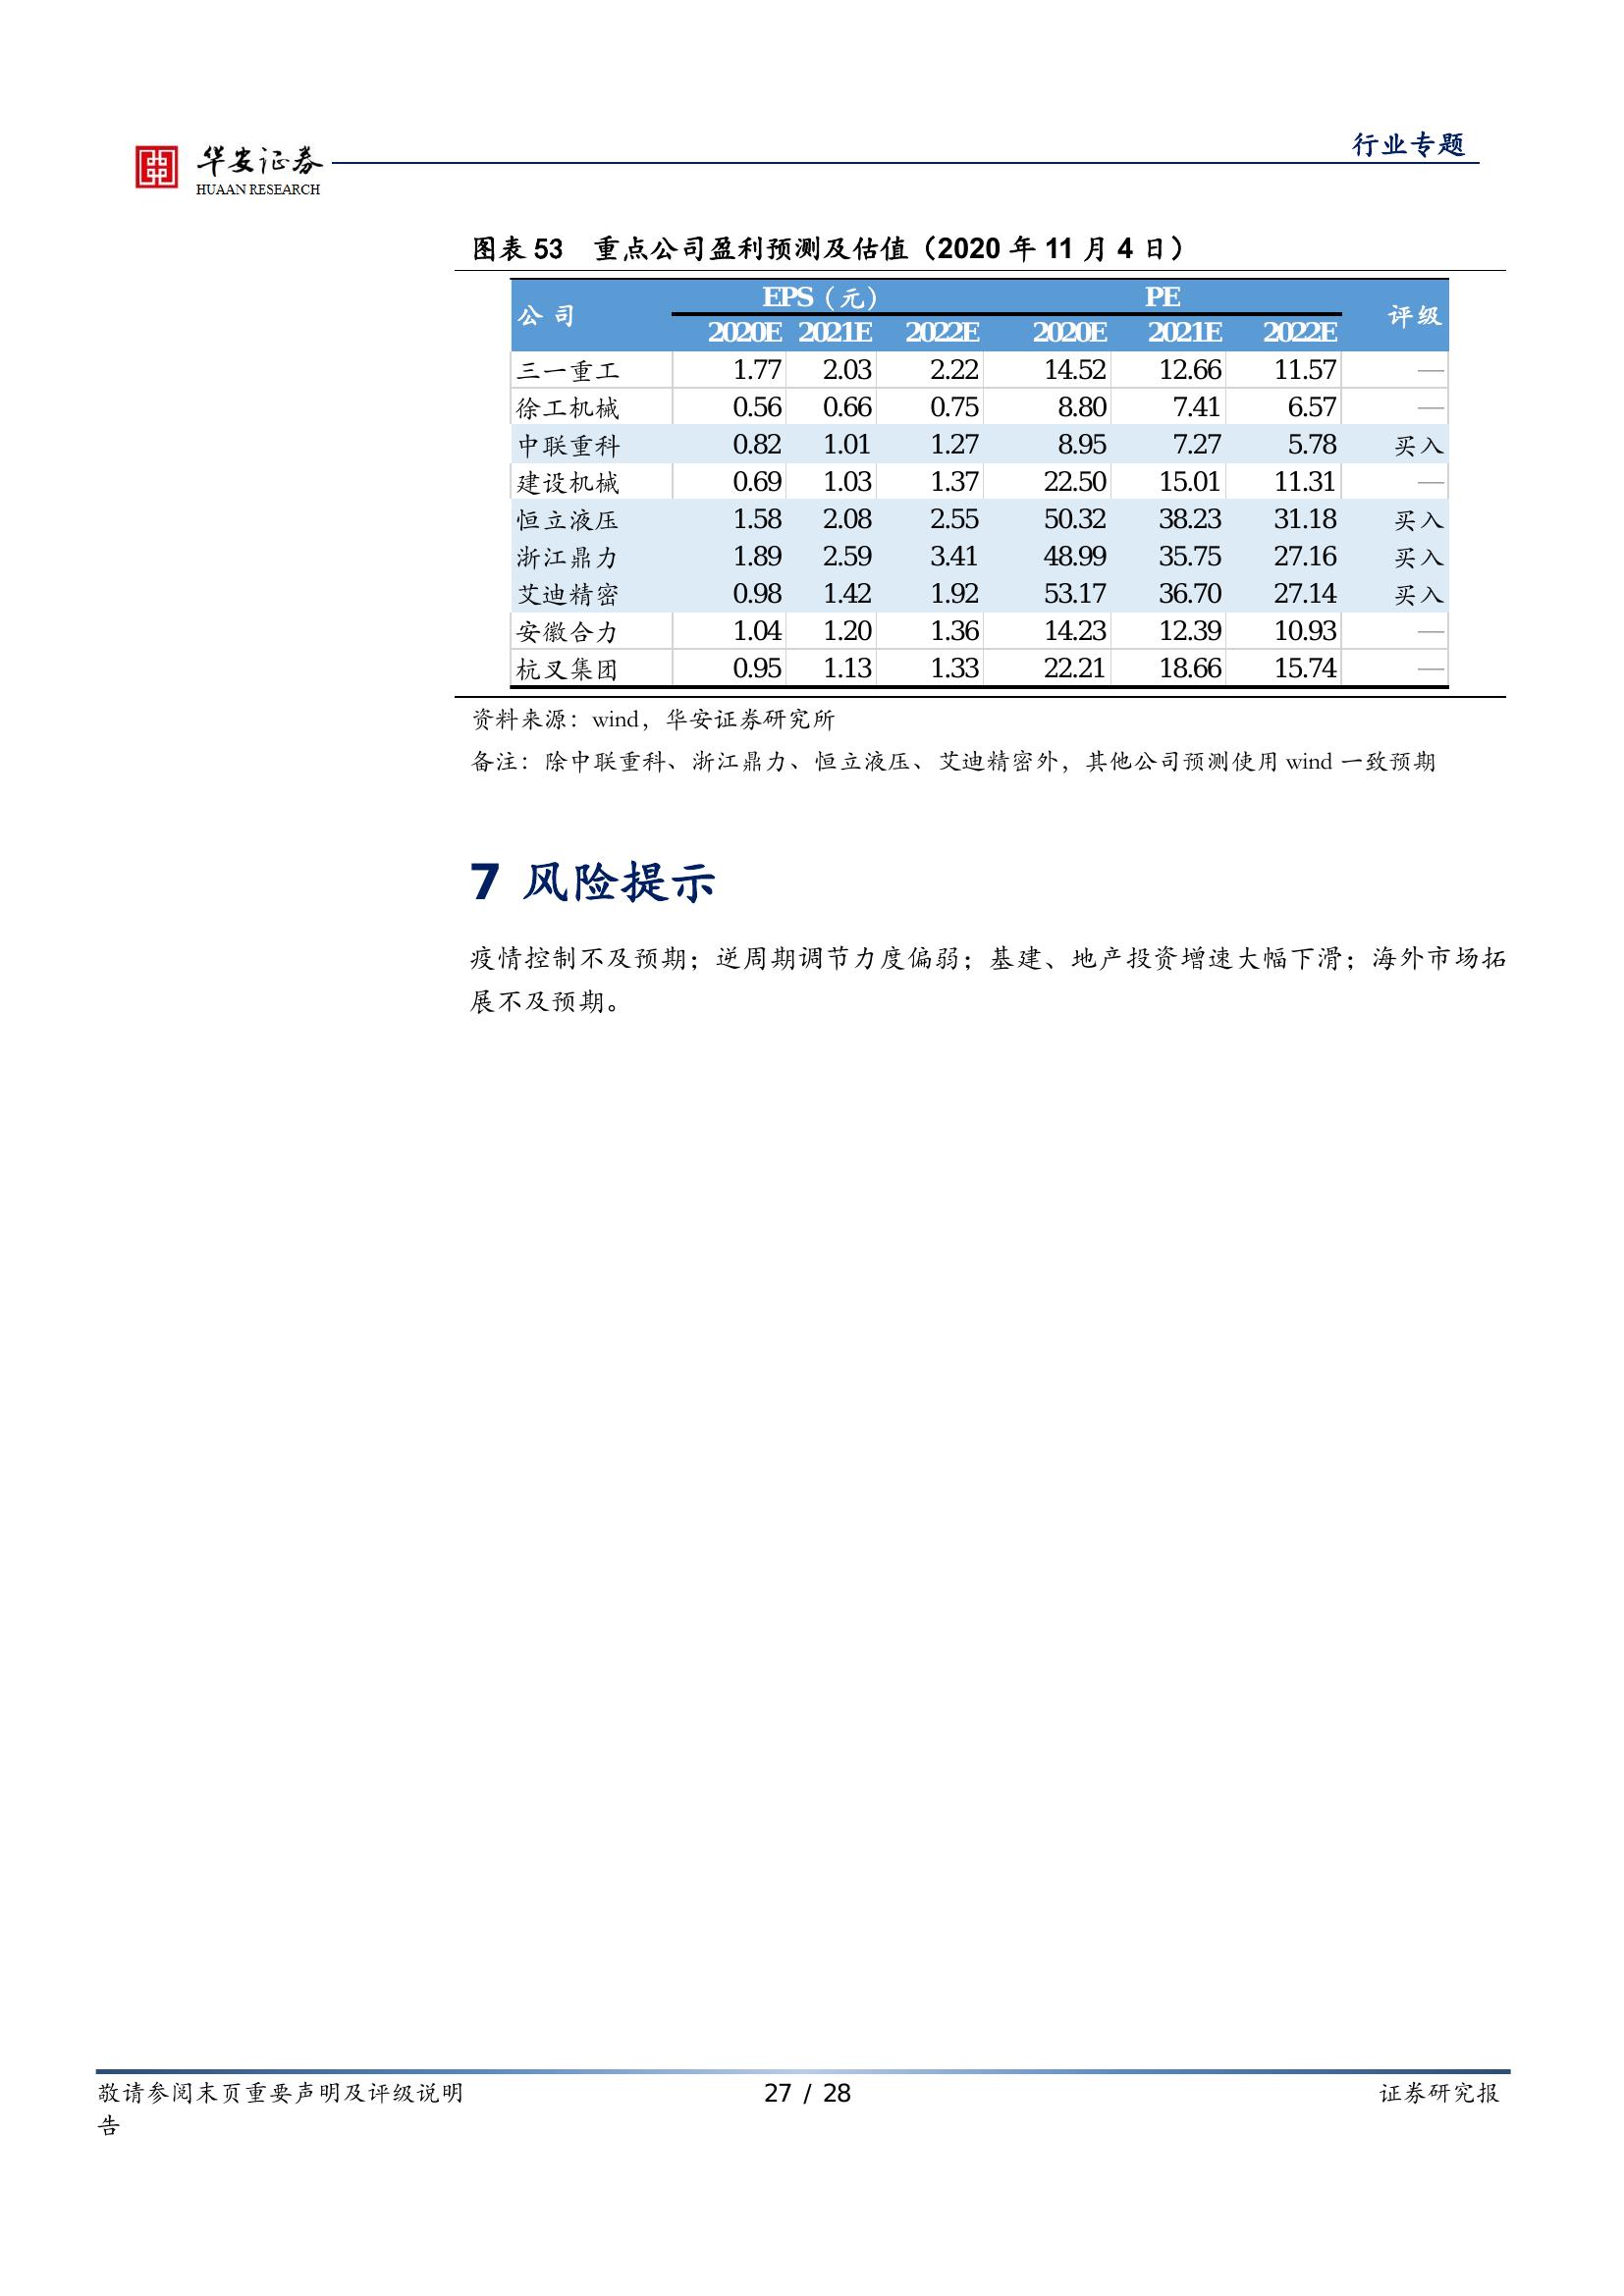 华安证券
HUAAN RESEARCH
行业专题
图表 53 重点公司盈利预测及估值（2020 年 11 月 4 日）
公 司 EPS（元） PE 评级
2020E 2021E 2022E 2020E 2021E 2022E
三一重工 1.77 2.03 2.22 14.52 12.66 11.57 —
徐工机械 0.56 0.66 0.75 8.80 7.41 6.57 —
中联重科 0.82 1.01 1.27 8.95 7.27 5.78 买入
建设机械 0.69 1.03 1.37 22.50 15.01 11.31 —
恒立液压 1.58 2.08 2.55 50.32 38.23 31.18 买入
浙江鼎力 1.89 2.59 3.41 48.99 35.75 27.16 买入
艾迪精密 0.98 1.42 1.92 53.17 36.70 27.14 买入
安徽合力 1.04 1.20 1.36 14.23 12.39 10.93 —
杭叉集团 0.95 1.13 1.33 22.21 18.66 15.74 —
资料来源：wind，华安证券研究所
备注：除中联重科、浙江鼎力、恒立液压、艾迪精密外，其他公司预测使用 wind 一致预期
7 风险提示
疫情控制不及预期；逆周期调节力度偏弱；基建、地产投资增速大幅下滑；海外市场拓
展不及预期。
敬请参阅末页重要声明及评级说明 27 / 28 证券研究报
告